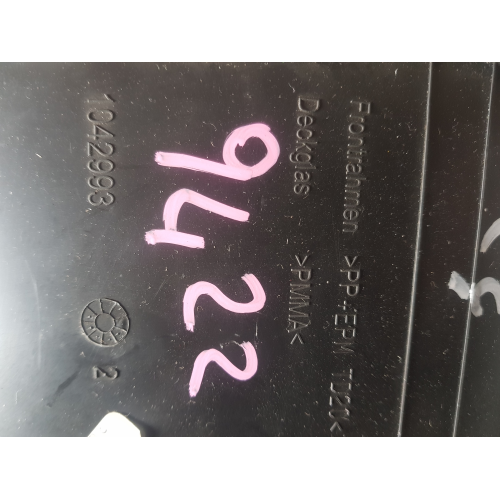 Frontrahmen >PP+EPM TD20<
Deckglas >PMMA<
9422
1042993
2